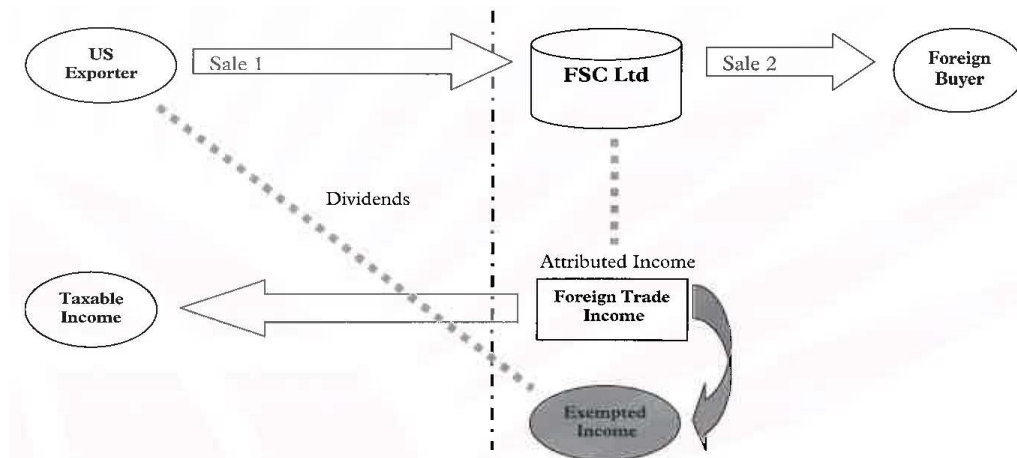 US
Exporter
Sale 1
FSC Ltd
Sale 2
Foreign
Buyer
Dividends
Attributed Income
Taxable
Income
Foreign Trade
Income
Exempted
Income